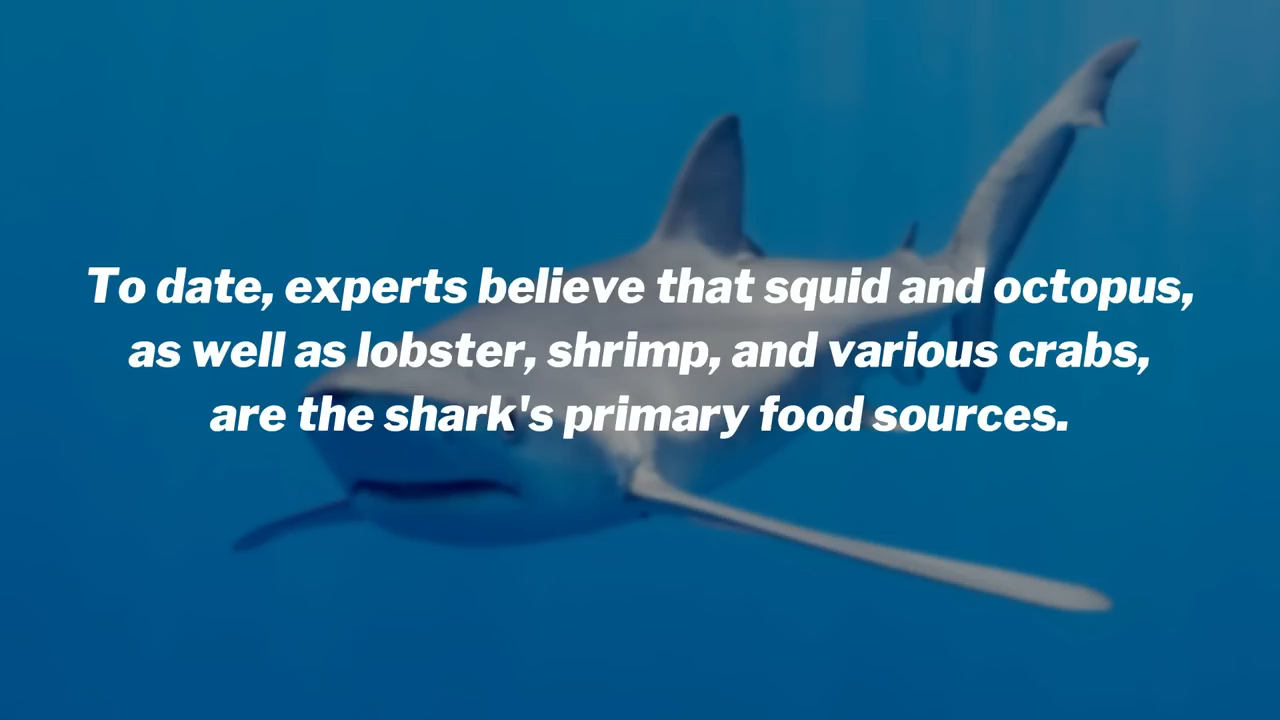 To date, experts believe that squid and octopus,
as well as lobster, shrimp, and various crabs,
are the shark's primary food sources.